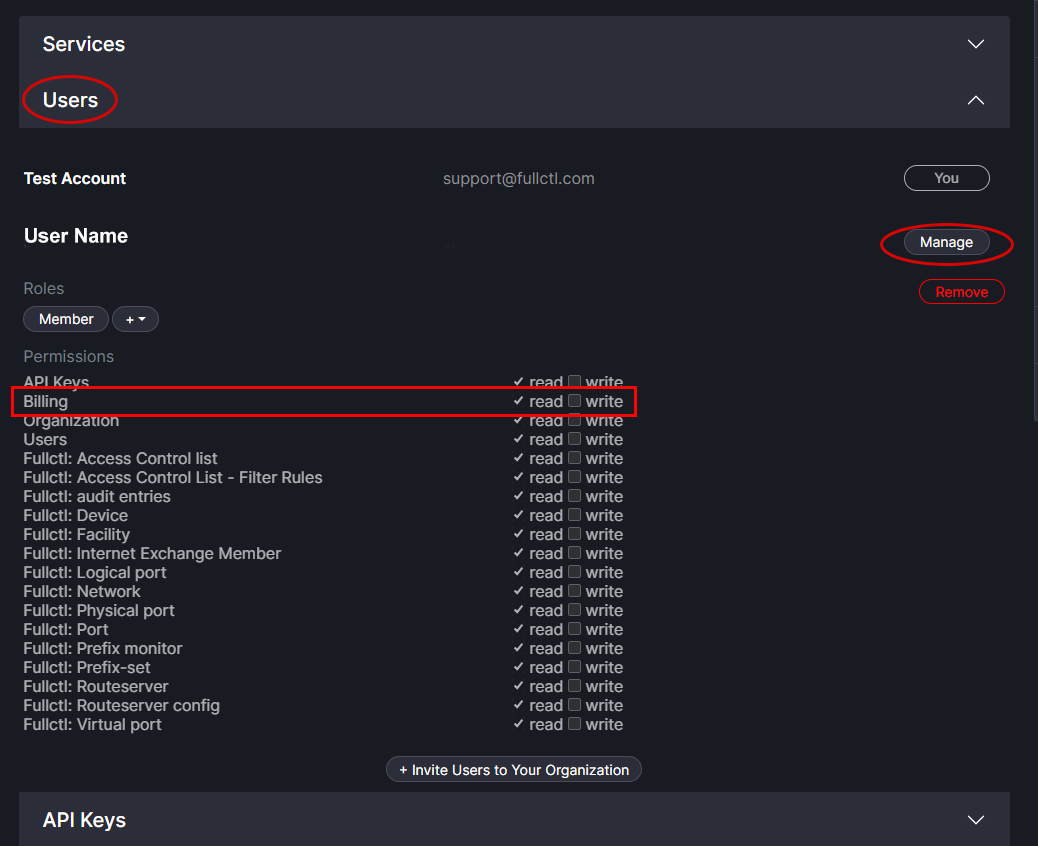 Services
Users
Test Account support@fullctl.com You
User Name Manage
Roles Remove
Member +
Permissions
API Keys read write
Billing read write
Organization read write
Users read write
Fullctl: Access Control list read write
Fullctl: Access Control List - Filter Rules read write
Fullctl: audit entries read write
Fullctl: Device read write
Fullctl: Facility read write
Fullctl: Internet Exchange Member read write
Fullctl: Logical port read write
Fullctl: Network read write
Fullctl: Physical port read write
Fullctl: Port read write
Fullctl: Prefix monitor read write
Fullctl: Prefix-set read write
Fullctl: Routeserver read write
Fullctl: Routeserver config read write
Fullctl: Virtual port read write
+ Invite Users to Your Organization
API Keys